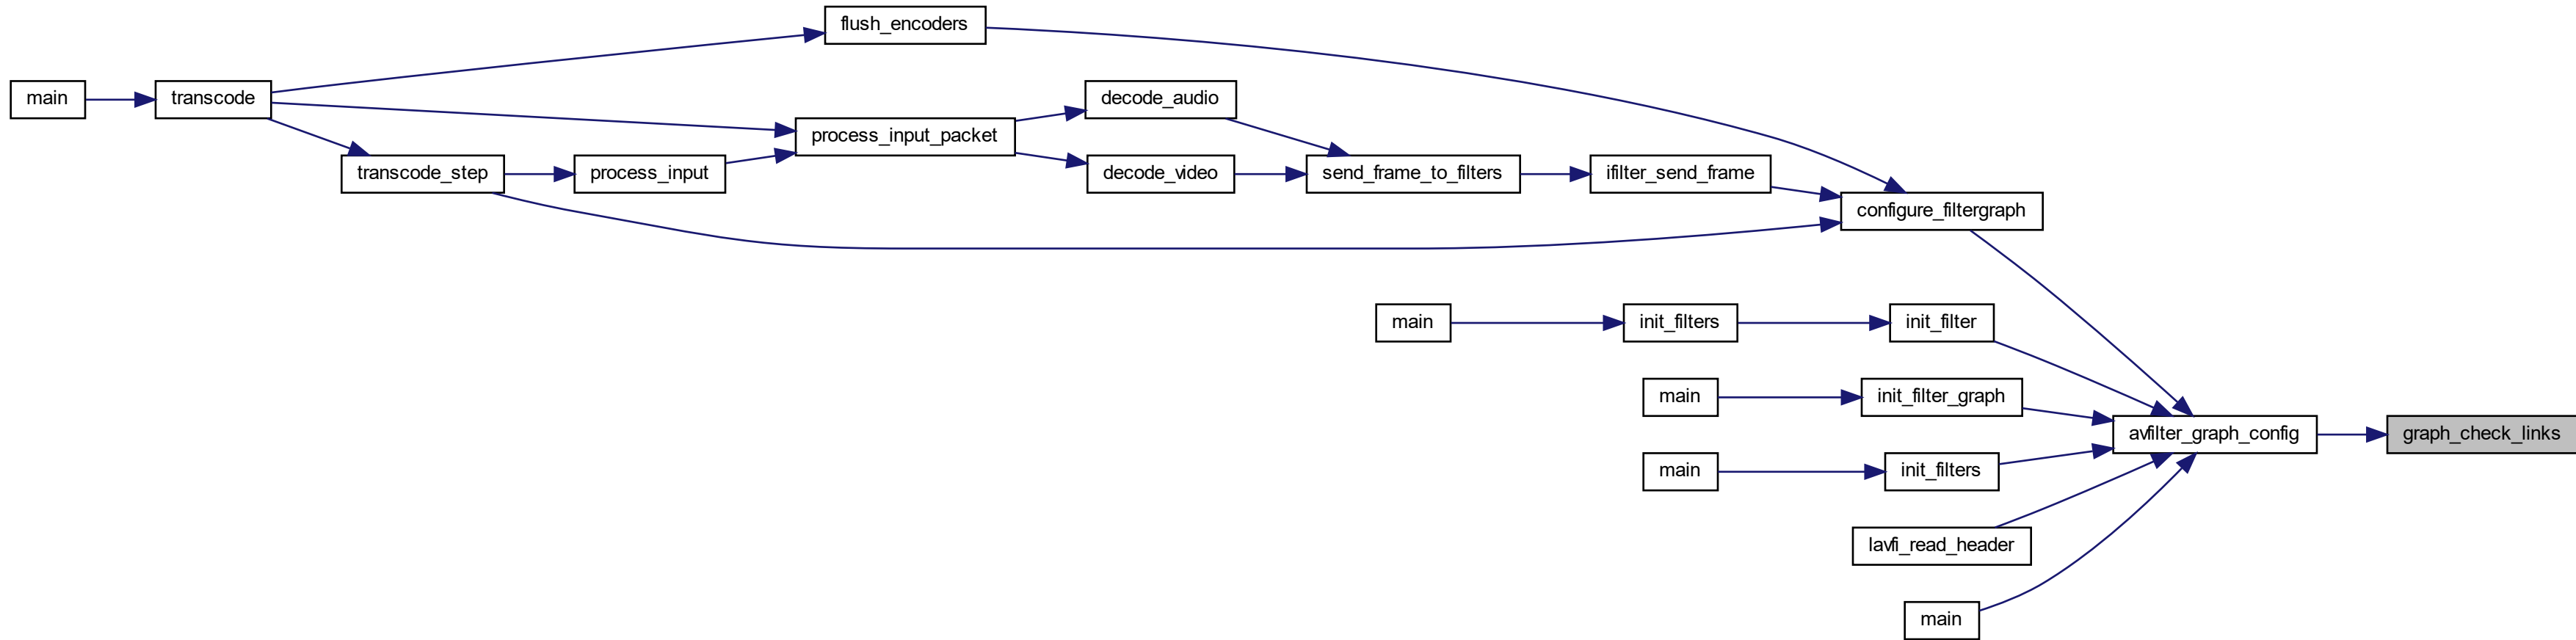 flush_encoders
main
transcode
decode_audio
process_input_packet
transcode_step
process_input
decode_video
send_frame_to_filters
ifilter_send_frame
configure_filtergraph
main
init_filters
init_filter
main
init_filter_graph
avfilter_graph_config
graph_check_links
main
init_filters
lavfi_read_header
main